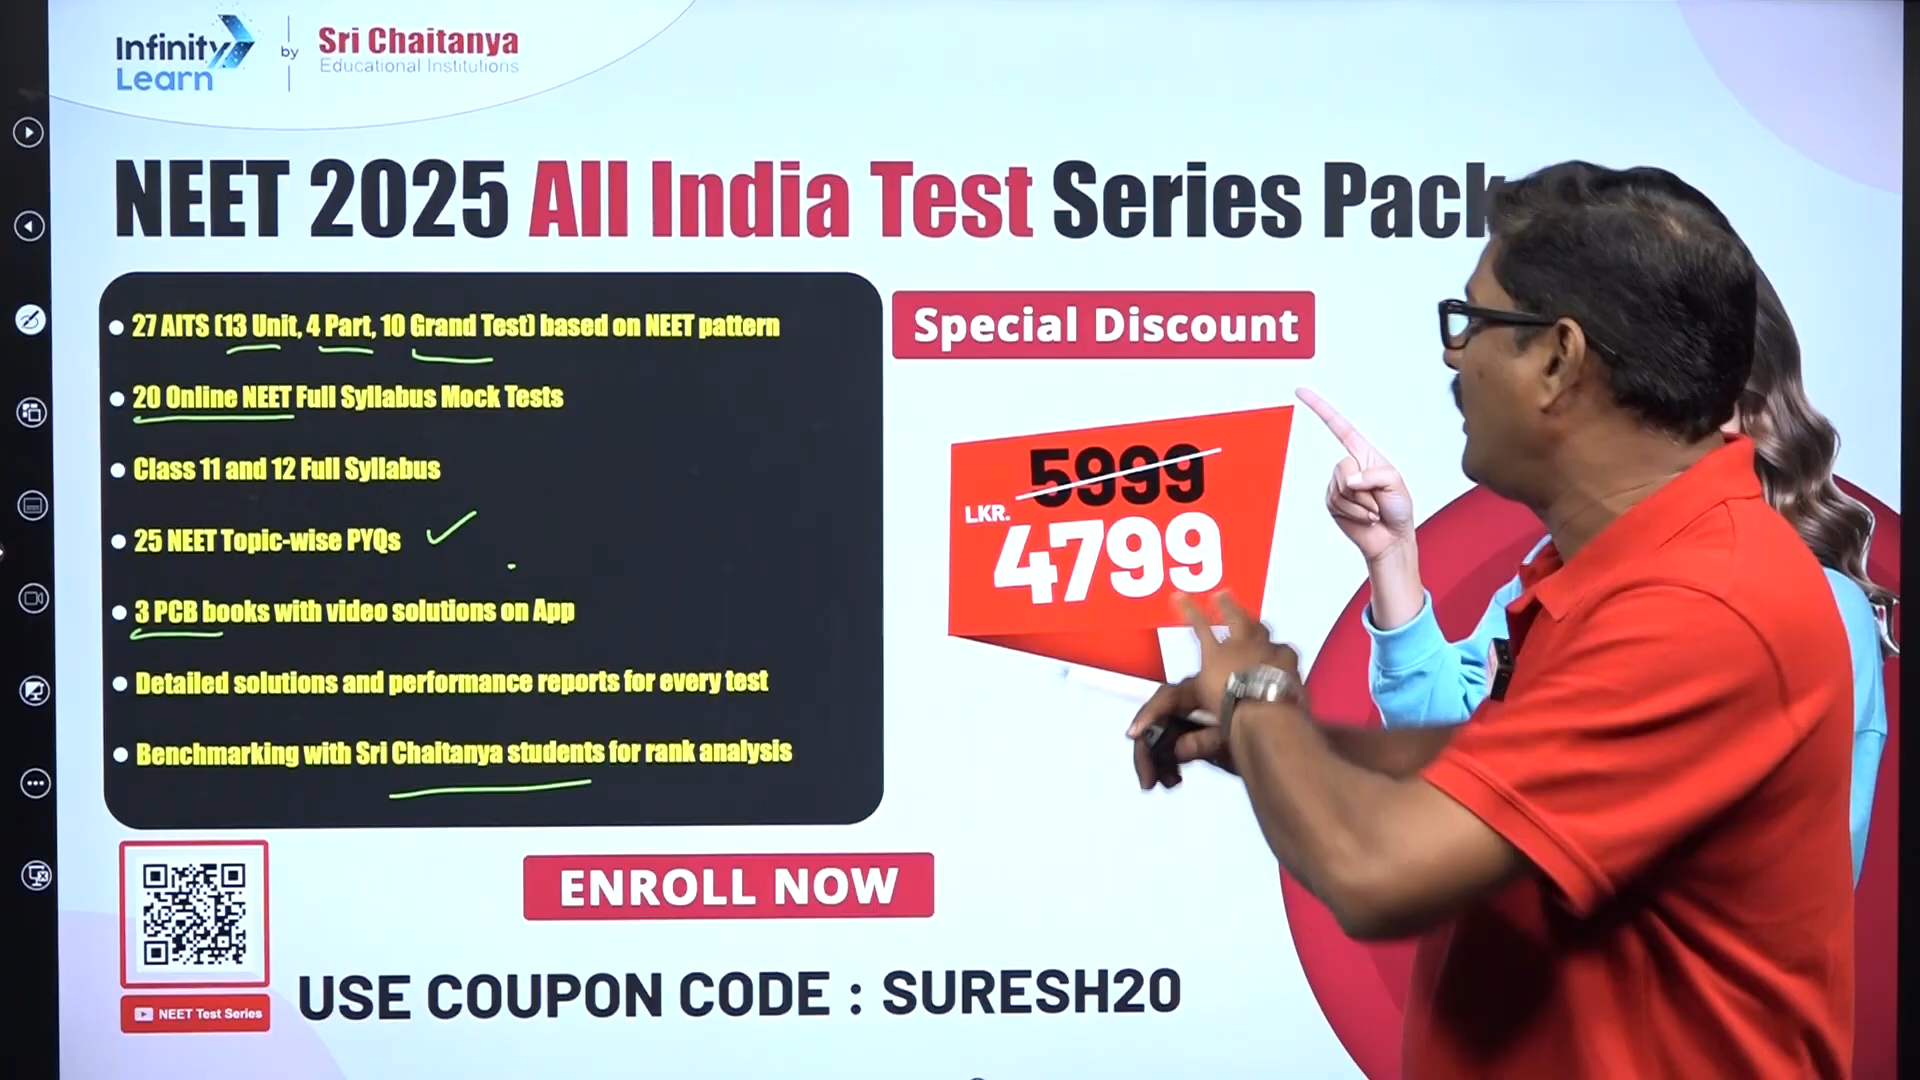 Infinity
Learn
by
Sri Chaitanya
Educational Institutions
NEET 2025 All India Test Series Pack
27 AITS (13 Unit, 4 Part, 10 Grand Test) based on NEET pattern
20 Online NEET Full Syllabus Mock Tests
Class 11 and 12 Full Syllabus
25 NEET Topic-wise PYQs
3 PCB books with video solutions on App
Detailed solutions and performance reports for every test
Benchmarking with Sri Chaitanya students for rank analysis
Special Discount
5999
LKR.
4799
ENROLL NOW
NEET Test Series
USE COUPON CODE : SURESH20